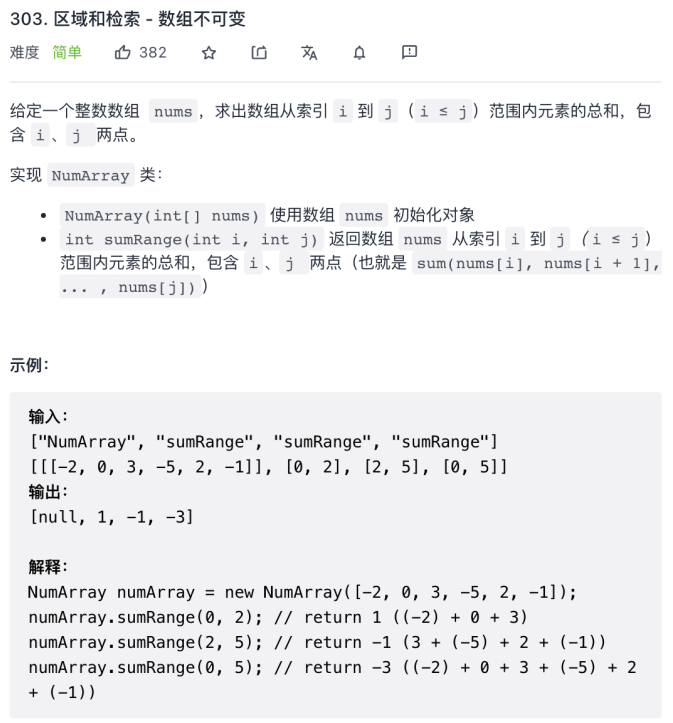 303. 区域和检索 - 数组不可变
难度 简单 382
给定一个整数数组 nums，求出数组从索引 i 到 j（i ≤ j）范围内元素的总和，包
含 i、j 两点。
实现 NumArray 类：
• NumArray(int[] nums) 使用数组 nums 初始化对象
• int sumRange(int i, int j) 返回数组 nums 从索引 i 到 j（i ≤ j）
范围内元素的总和，包含 i、j 两点（也就是 sum(nums[i], nums[i + 1],
... , nums[j])）
示例：
输入：
["NumArray", "sumRange", "sumRange", "sumRange"]
[[[-2, 0, 3, -5, 2, -1]], [0, 2], [2, 5], [0, 5]]
输出：
[null, 1, -1, -3]
解释：
NumArray numArray = new NumArray([-2, 0, 3, -5, 2, -1]);
numArray.sumRange(0, 2); // return 1 ((-2) + 0 + 3)
numArray.sumRange(2, 5); // return -1 (3 + (-5) + 2 + (-1))
numArray.sumRange(0, 5); // return -3 ((-2) + 0 + 3 + (-5) + 2
+ (-1))